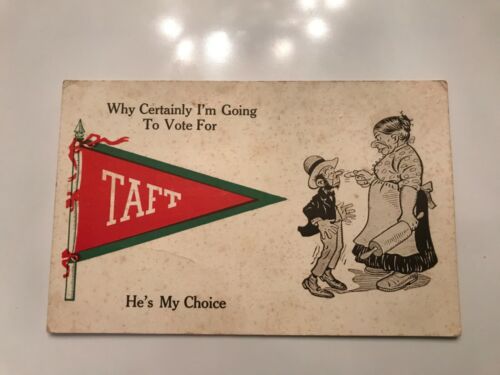 Why Certainly I'm Going
To Vote For
TAFT
He's My Choice